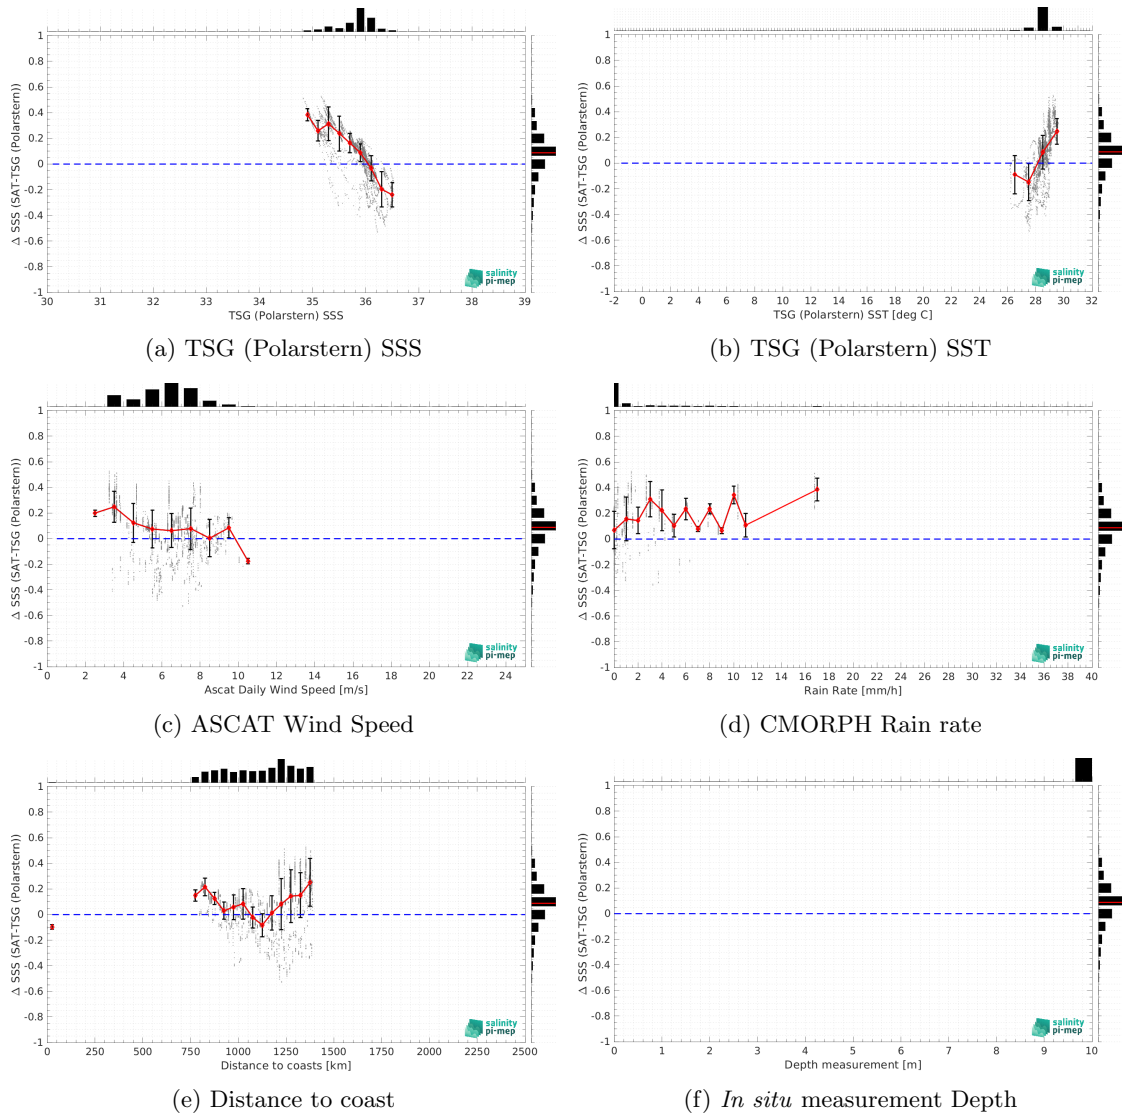 1
0.8
0.6
0.4
0.2
0
-0.2
-0.4
-0.6
-0.8
-1
Δ SSS (SAT-TSG (Polarstern))
salinity
pi-mep
30 31 32 33 34 35 36 37 38 39
TSG (Polarstern) SSS
(a) TSG (Polarstern) SSS
1
0.8
0.6
0.4
0.2
0
-0.2
-0.4
-0.6
-0.8
-1
Δ SSS (SAT-TSG (Polarstern))
salinity
pi-mep
-2 0 2 4 6 8 10 12 14 16 18 20 22 24 26 28 30 32
TSG (Polarstern) SST [deg C]
(b) TSG (Polarstern) SST
1
0.8
0.6
0.4
0.2
0
-0.2
-0.4
-0.6
-0.8
-1
Δ SSS (SAT-TSG (Polarstern))
salinity
pi-mep
0 2 4 6 8 10 12 14 16 18 20 22 24
Ascat Daily Wind Speed [m/s]
(c) ASCAT Wind Speed
1
0.8
0.6
0.4
0.2
0
-0.2
-0.4
-0.6
-0.8
-1
Δ SSS (SAT-TSG (Polarstern))
salinity
pi-mep
0 2 4 6 8 10 12 14 16 18 20 22 24 26 28 30 32 34 36 38 40
Rain Rate [mm/h]
(d) CMORPH Rain rate
1
0.8
0.6
0.4
0.2
0
-0.2
-0.4
-0.6
-0.8
-1
Δ SSS (SAT-TSG (Polarstern))
salinity
pi-mep
0 250 500 750 1000 1250 1500 1750 2000 2250 2500
Distance to coasts [km]
(e) Distance to coast
1
0.8
0.6
0.4
0.2
0
-0.2
-0.4
-0.6
-0.8
-1
Δ SSS (SAT-TSG (Polarstern))
salinity
pi-mep
0 1 2 3 4 5 6 7 8 9 10
Depth measurement [m]
(f) In situ measurement Depth